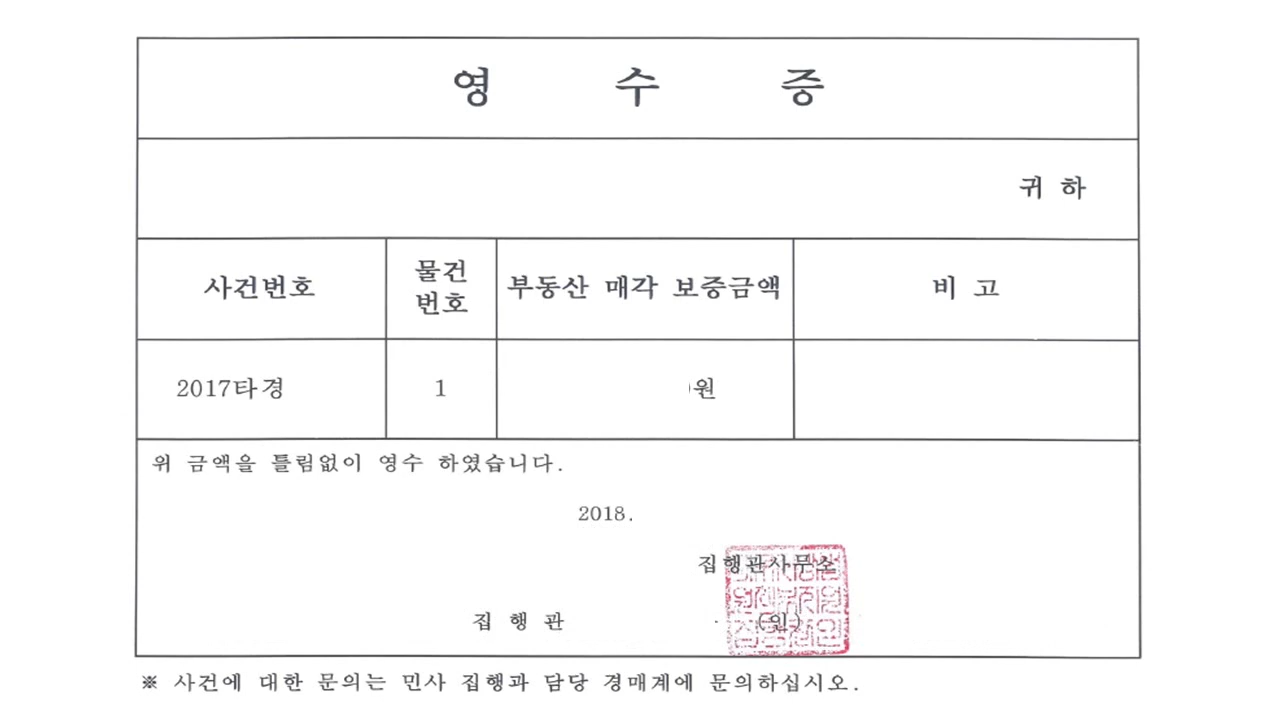 영 수 증
귀 하
사건번호 물건 번호 부동산 매각 보증금액 비 고
2017타경 1 원
위 금액을 틀림없이 영수 하였습니다.
2018.
집행관사무소
집 행 관 (인)
※ 사건에 대한 문의는 민사 집행과 담당 경매계에 문의하십시오.